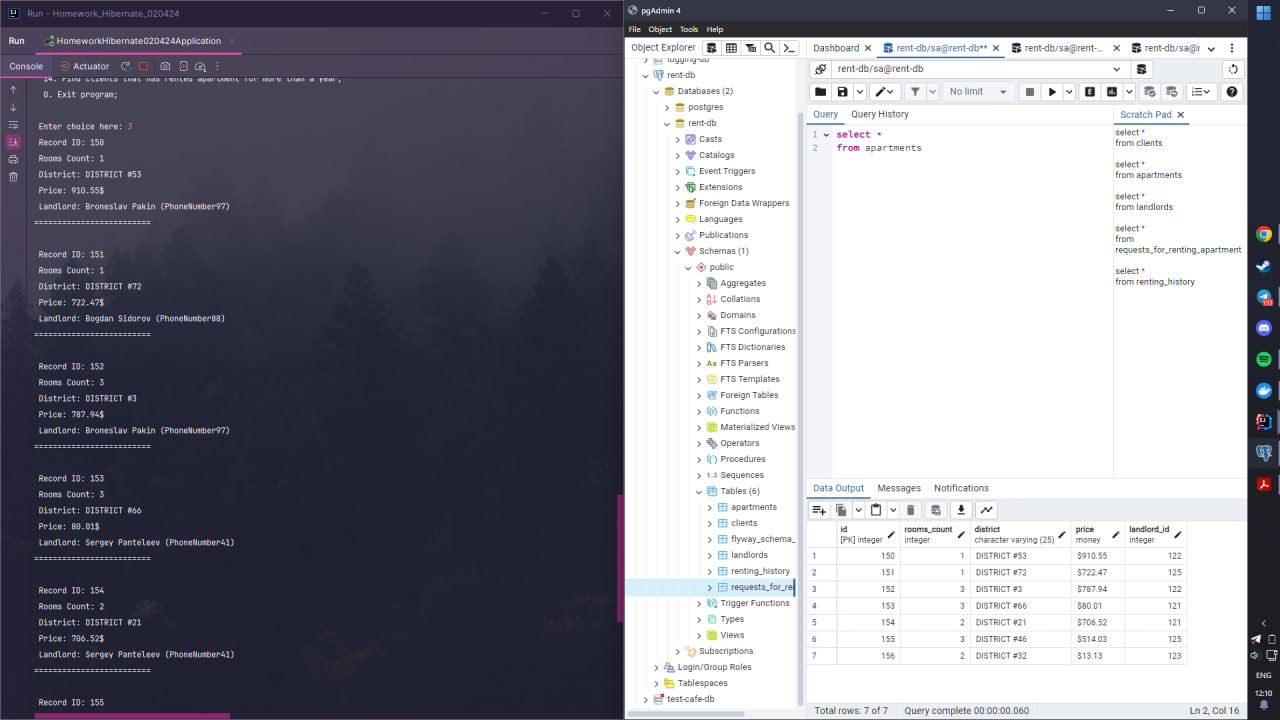 Run - Homework_Hibernate_020424
Run
HomeworkHibernate020424Application
Console
Actuator
14. Find clients that has rented apartment for more than a year;
0. Exit program;
Enter choice here: 3
Record ID: 150
Rooms Count: 1
District: DISTRICT #53
Price: 910.55$
Landlord: Broneslav Pakin (PhoneNumber97)
=========================
Record ID: 151
Rooms Count: 1
District: DISTRICT #72
Price: 722.47$
Landlord: Bogdan Sidorov (PhoneNumber88)
=========================
Record ID: 152
Rooms Count: 3
District: DISTRICT #3
Price: 787.94$
Landlord: Broneslav Pakin (PhoneNumber97)
=========================
Record ID: 153
Rooms Count: 3
District: DISTRICT #66
Price: 80.01$
Landlord: Sergey Panteleev (PhoneNumber41)
=========================
Record ID: 154
Rooms Count: 2
District: DISTRICT #21
Price: 706.52$
Landlord: Sergey Panteleev (PhoneNumber41)
=========================
Record ID: 155
pgAdmin 4
File Object Tools Help
Object Explorer
logging-db
rent-db
Databases (2)
postgres
rent-db
Casts
Catalogs
Event Triggers
Extensions
Foreign Data Wrappers
Languages
Publications
Schemas (1)
public
Aggregates
Collations
Domains
FTS Configurations
FTS Dictionaries
FTS Parsers
FTS Templates
Foreign Tables
Functions
Materialized Views
Operators
Procedures
Sequences
Tables (6)
apartments
clients
flyway_schema_
landlords
renting_history
requests_for_re
Trigger Functions
Types
Views
Subscriptions
Login/Group Roles
Tablespaces
test-cafe-db
Dashboard
rent-db/sa@rent-db**
rent-db/sa@rent-...
rent-db/sa@r
rent-db/sa@rent-db
No limit
Query Query History
1 select *
2 from apartments
Scratch Pad
select *
from clients
select *
from apartments
select *
from landlords
select *
from
requests_for_renting_apartment
select *
from renting_history
Data Output Messages Notifications
id rooms_count district price landlord_id
[PK] integer integer character varying (25) money integer
1 150 1 DISTRICT #53 $910.55 122
2 151 1 DISTRICT #72 $722.47 125
3 152 3 DISTRICT #3 $787.94 122
4 153 3 DISTRICT #66 $80.01 121
5 154 2 DISTRICT #21 $706.52 121
6 155 3 DISTRICT #46 $514.03 125
7 156 2 DISTRICT #32 $13.13 123
Total rows: 7 of 7 Query complete 00:00:00.060 Ln 2, Col 16
ENG
12:10